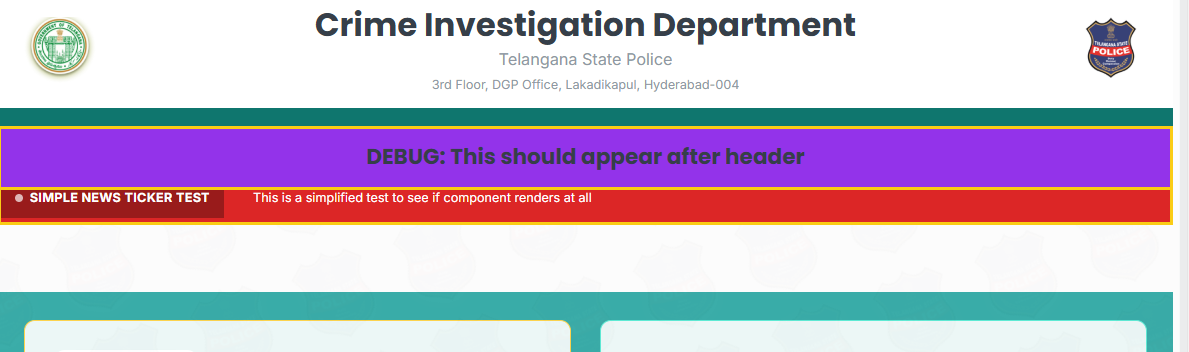 Crime Investigation Department
Telangana State Police
3rd Floor, DGP Office, Lakadikapul, Hyderabad-004
TELANGANA STATE
POLICE
DEBUG: This should appear after header
SIMPLE NEWS TICKER TEST
This is a simplified test to see if component renders at all